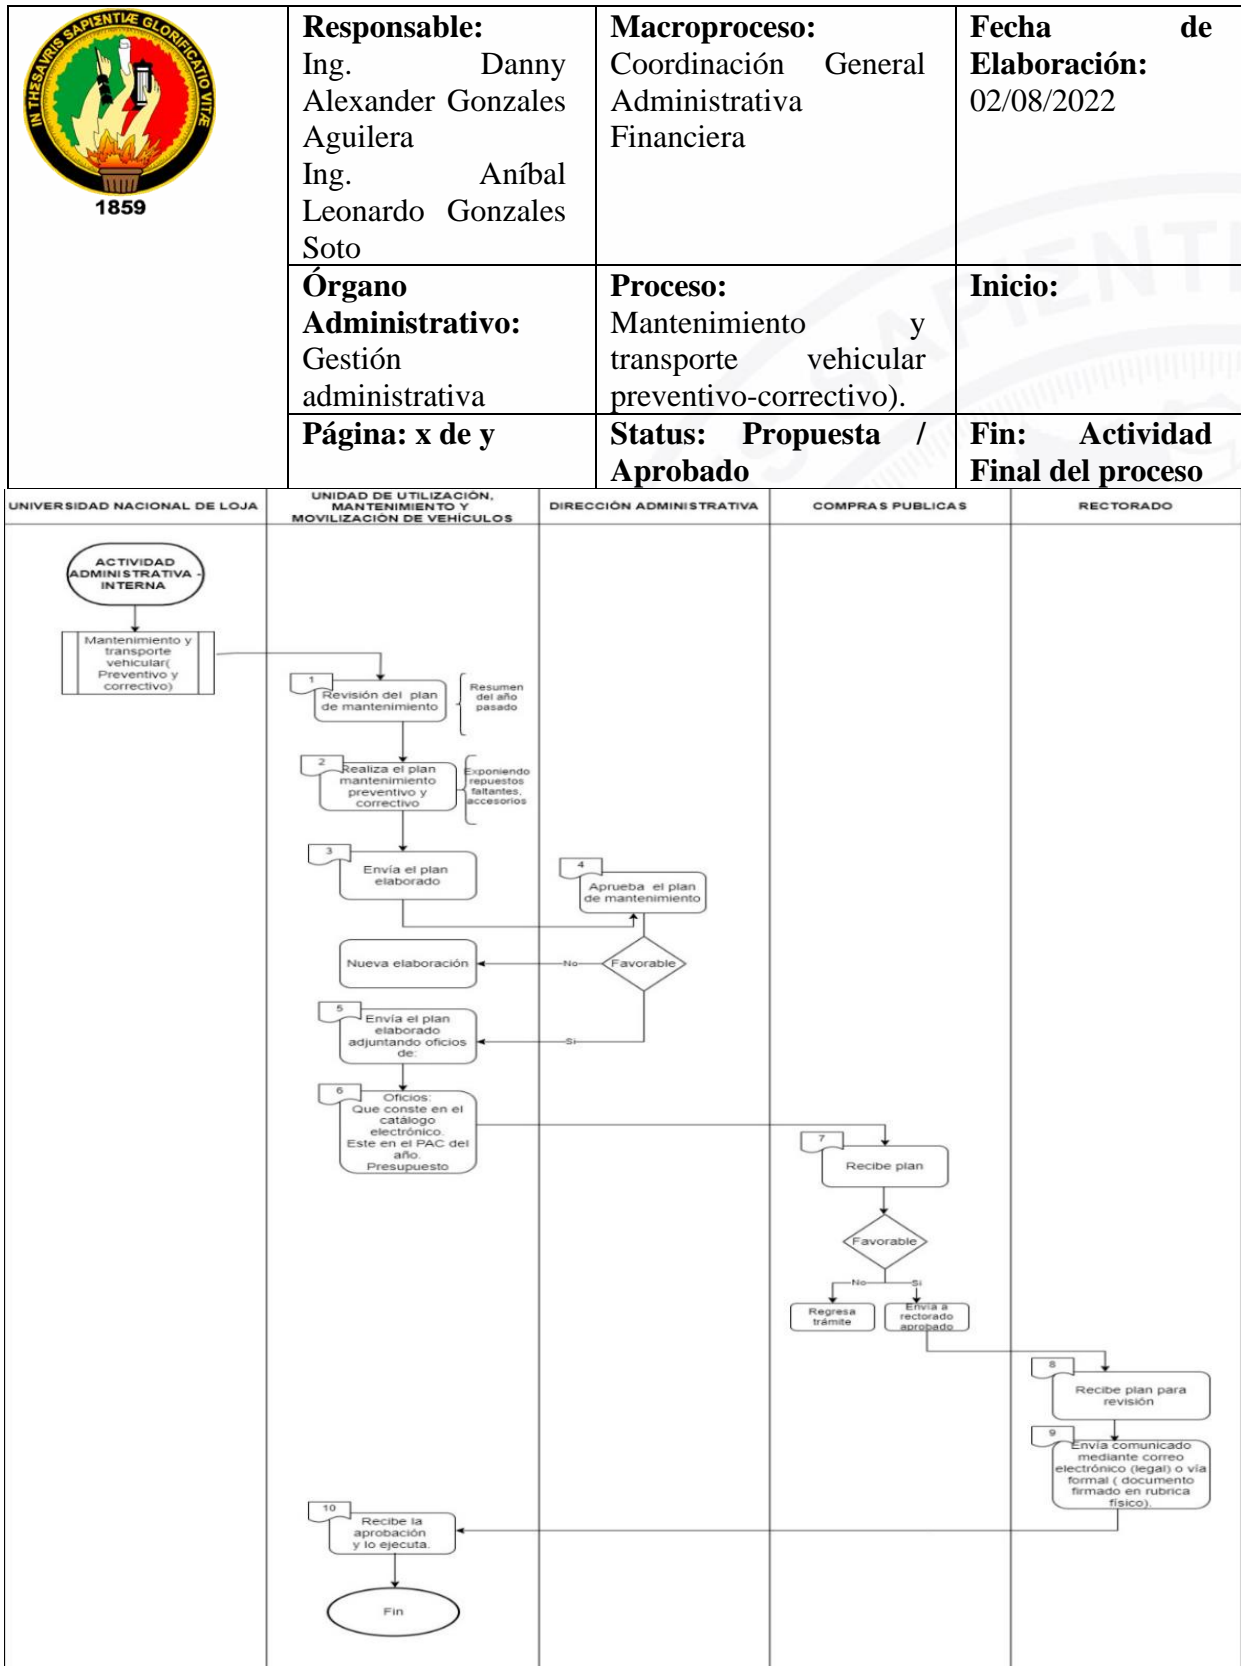 IN THESAVRIS SAPIENTIÆ GLORIFICATIO VITÆ
1859
Responsable:
Ing. Danny
Alexander Gonzales
Aguilera
Ing. Aníbal
Leonardo Gonzales
Soto
Macroproceso:
Coordinación General
Administrativa
Financiera
Fecha de
Elaboración:
02/08/2022
Órgano
Administrativo:
Gestión
administrativa
Proceso:
Mantenimiento y
transporte vehicular
preventivo-correctivo).
Inicio:
Página: x de y
Status: Propuesta /
Aprobado
Fin: Actividad
Final del proceso
SAPIENTI
UNIVERSIDAD NACIONAL DE LOJA
UNIDAD DE UTILIZACIÓN,
MANTENIMIENTO Y
MOVILIZACIÓN DE VEHÍCULOS
DIRECCIÓN ADMINISTRATIVA
COMPRAS PUBLICAS
RECTORADO
ACTIVIDAD
ADMINISTRATIVA -
INTERNA
Mantenimiento y
transporte
vehicular(
Preventivo y
correctivo)
1
Revisión del plan
de mantenimiento
Resumen
del año
pasado
2
Realiza el plan
mantenimiento
preventivo y
correctivo
Exponiendo
repuestos
faltantes,
accesorios
3
Envía el plan
elaborado
4
Aprueba el plan
de mantenimiento
Favorable
No
Nueva elaboración
Si
5
Envía el plan
elaborado
adjuntando oficios
de:
6
Oficios:
Que conste en el
catálogo
electrónico.
Este en el PAC del
año.
Presupuesto
7
Recibe plan
Favorable
No
Si
Regresa
trámite
Envía a
rectorado
aprobado
8
Recibe plan para
revisión
9
Envía comunicado
mediante correo
electrónico (legal) o vía
formal ( documento
firmado en rubrica
físico).
10
Recibe la
aprobación
y lo ejecuta.
Fin